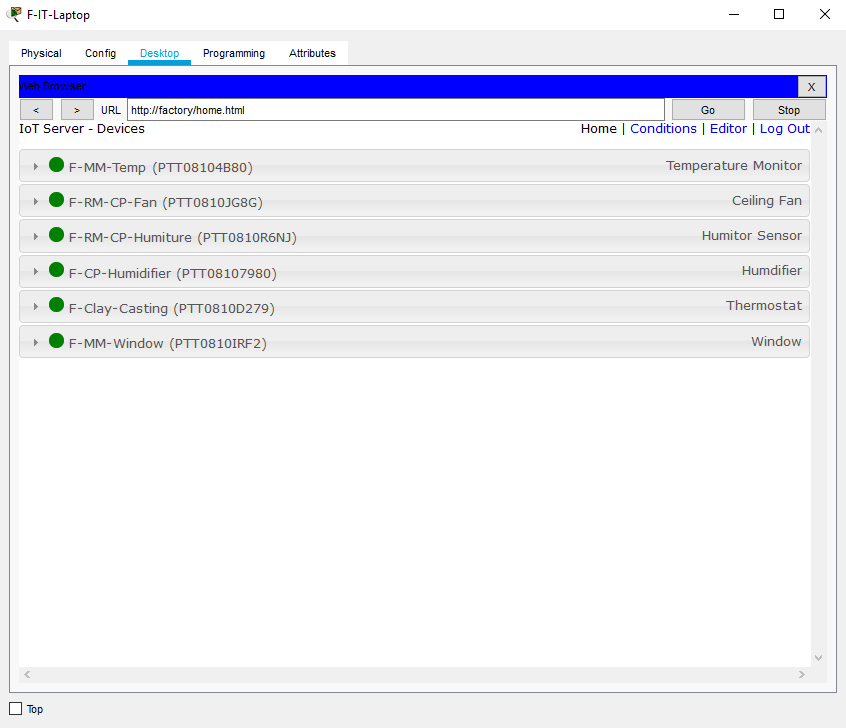 F-IT-Laptop
Physical Config Desktop Programming Attributes
Web Browser X
< > URL http://factory/home.html Go Stop
IoT Server - Devices Home | Conditions | Editor | Log Out
F-MM-Temp (PTT08104B80) Temperature Monitor
F-RM-CP-Fan (PTT0810JG8G) Ceiling Fan
F-RM-CP-Humiture (PTT0810R6NJ) Humitor Sensor
F-CP-Humidifier (PTT08107980) Humdifier
F-Clay-Casting (PTT0810D279) Thermostat
F-MM-Window (PTT0810IRF2) Window
Top